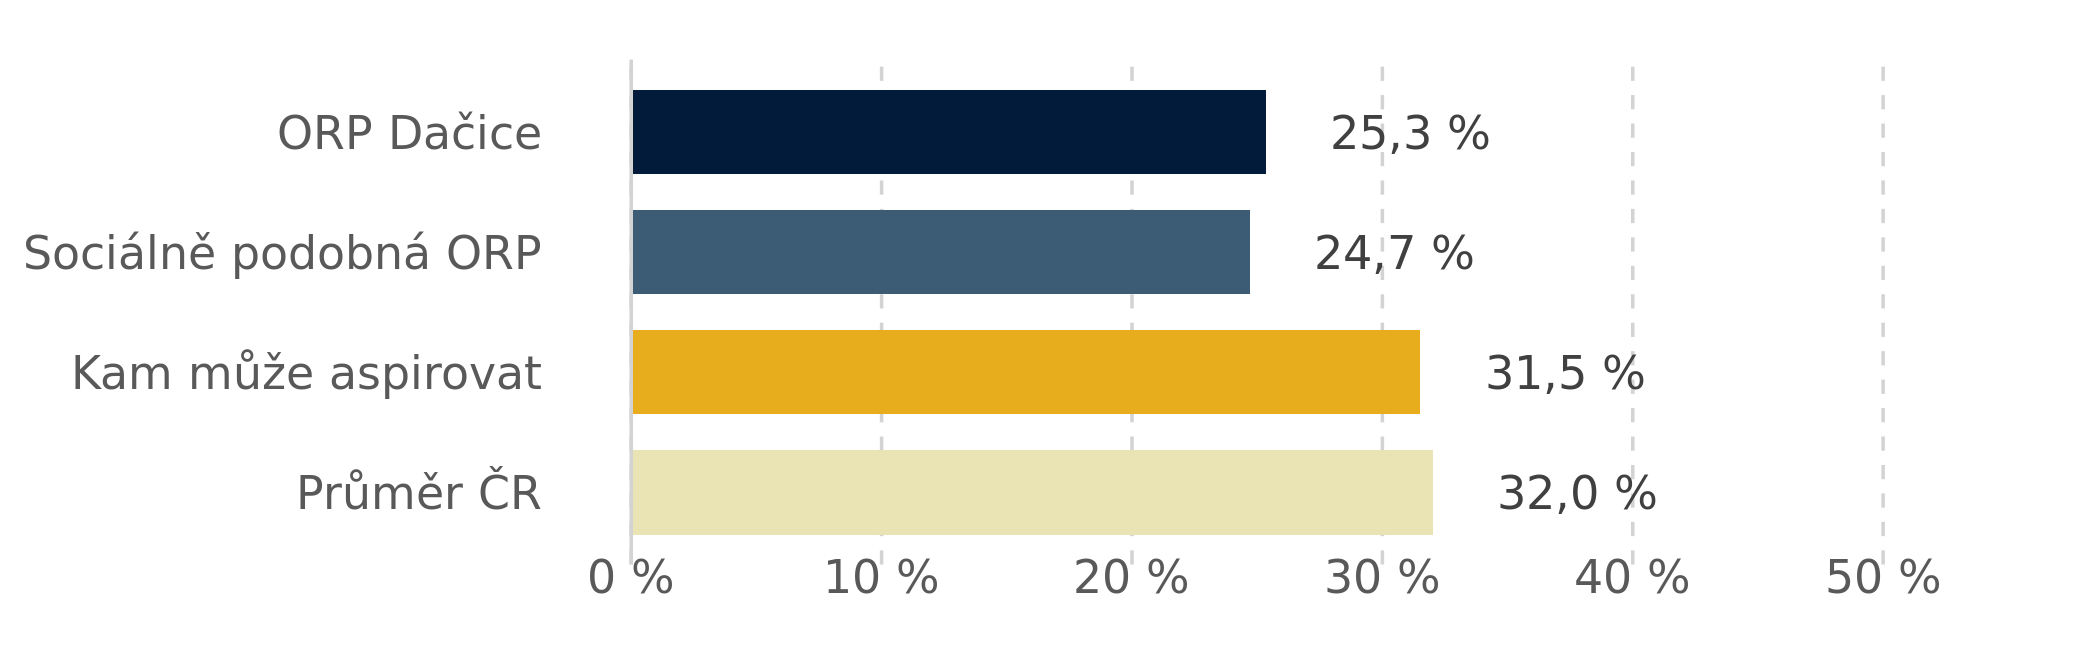 ORP Dačice 25,3 %
Sociálně podobná ORP 24,7 %
Kam může aspirovat 31,5 %
Průměr ČR 32,0 %
0 % 10 % 20 % 30 % 40 % 50 %